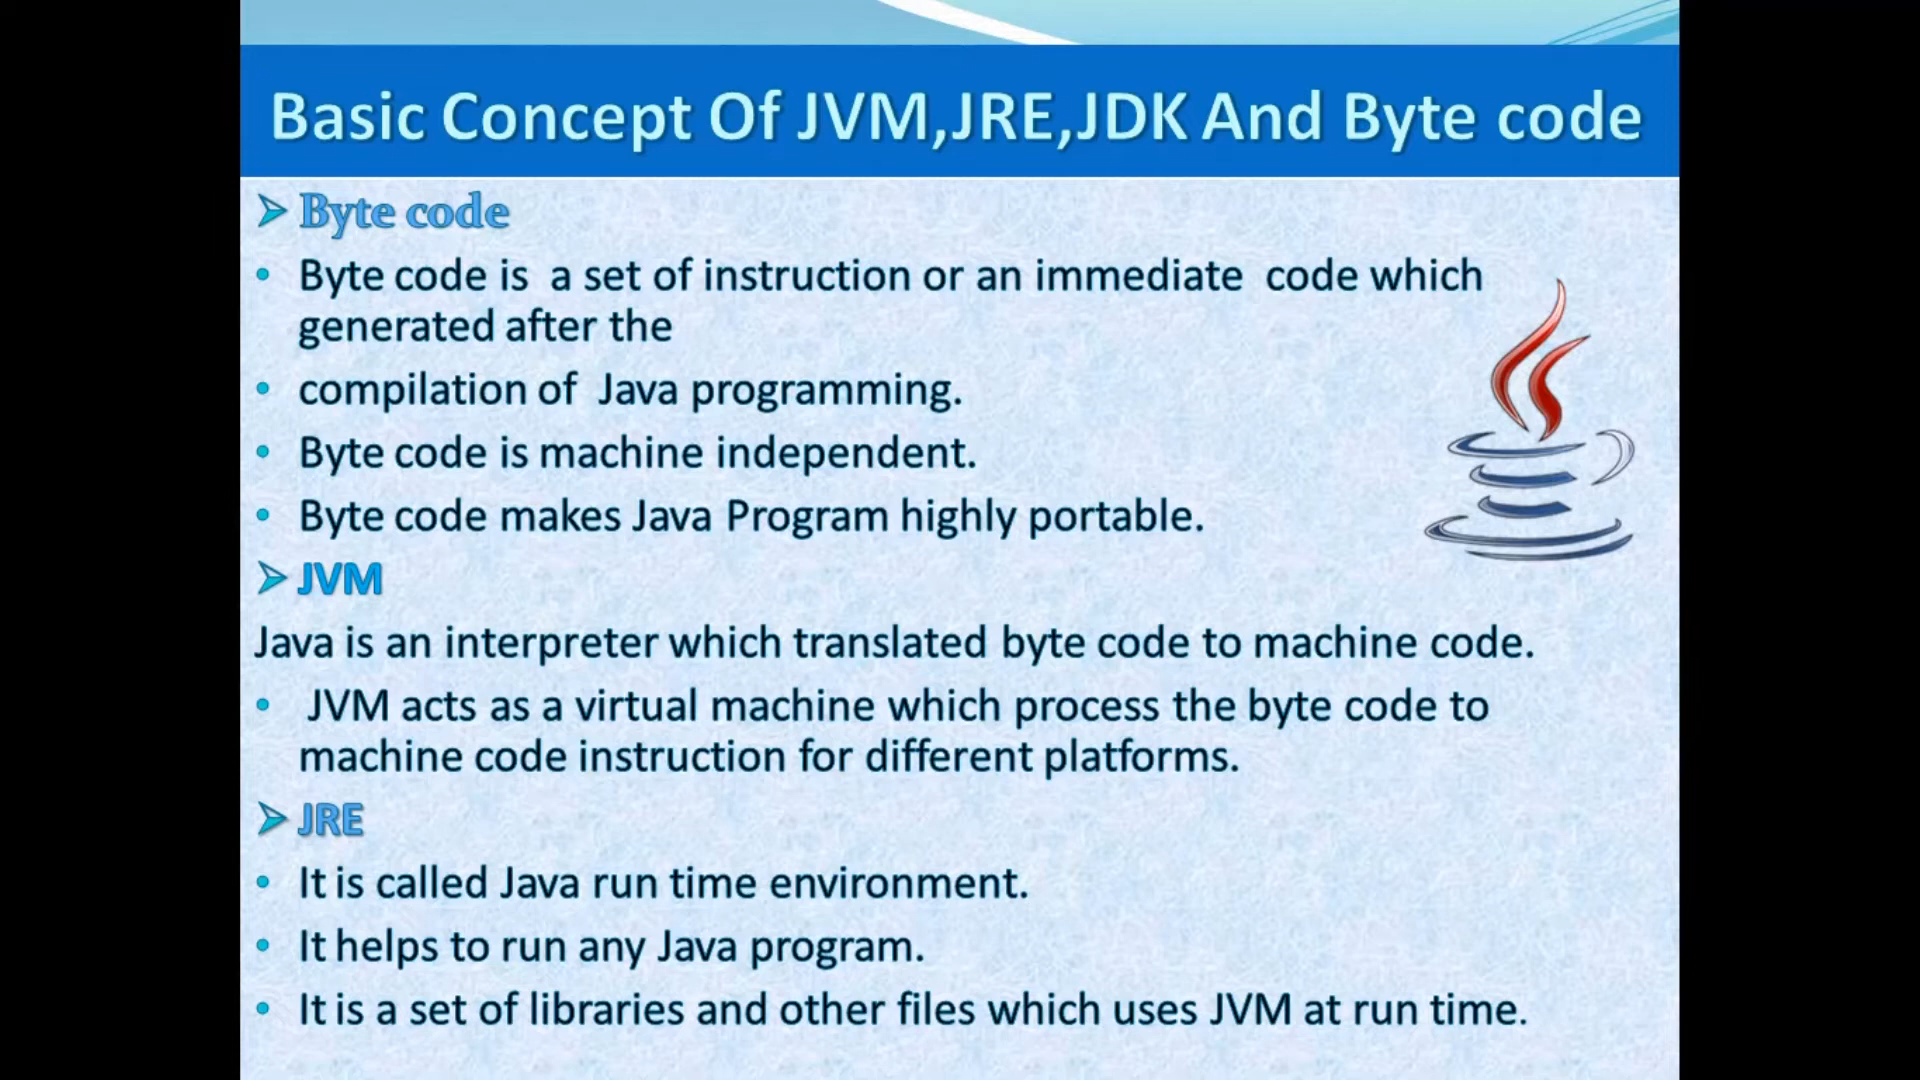 Basic Concept Of JVM,JRE,JDK And Byte code
Byte code
Byte code is a set of instruction or an immediate code which
generated after the
compilation of Java programming.
Byte code is machine independent.
Byte code makes Java Program highly portable.
JVM
Java is an interpreter which translated byte code to machine code.
JVM acts as a virtual machine which process the byte code to
machine code instruction for different platforms.
JRE
It is called Java run time environment.
It helps to run any Java program.
It is a set of libraries and other files which uses JVM at run time.